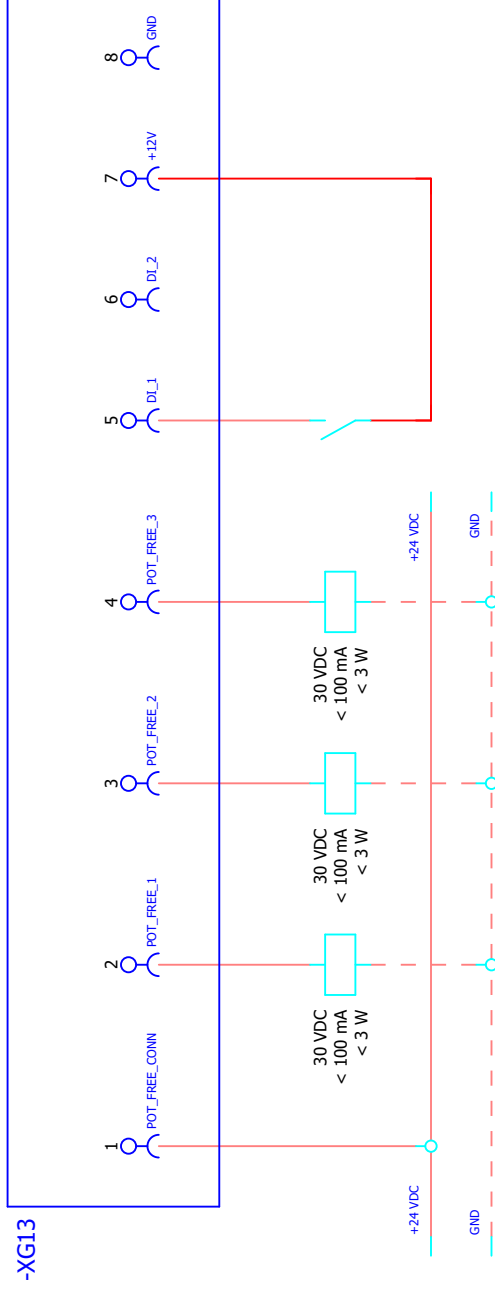 -XG13
1
2
3
4
5
6
7
8
POT_FREE_CONN
POT_FREE_1
POT_FREE_2
POT_FREE_3
DI_1
DI_2
+12V
GND
30 VDC
< 100 mA
< 3 W
30 VDC
< 100 mA
< 3 W
30 VDC
< 100 mA
< 3 W
+24 VDC
+24 VDC
GND
GND